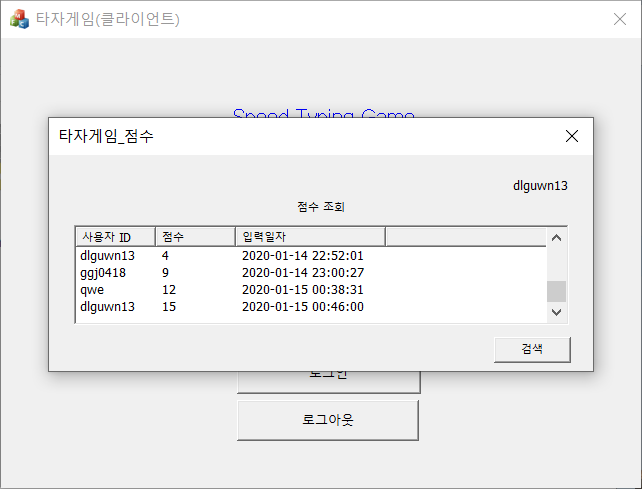 타자게임(클라이언트)
Speed Typing Game
타자게임_점수
dlguwn13
점수 조회
사용자 ID 점수 입력일자
dlguwn13 4 2020-01-14 22:52:01
ggj0418 9 2020-01-14 23:00:27
qwe 12 2020-01-15 00:38:31
dlguwn13 15 2020-01-15 00:46:00
검색
로그인
로그아웃